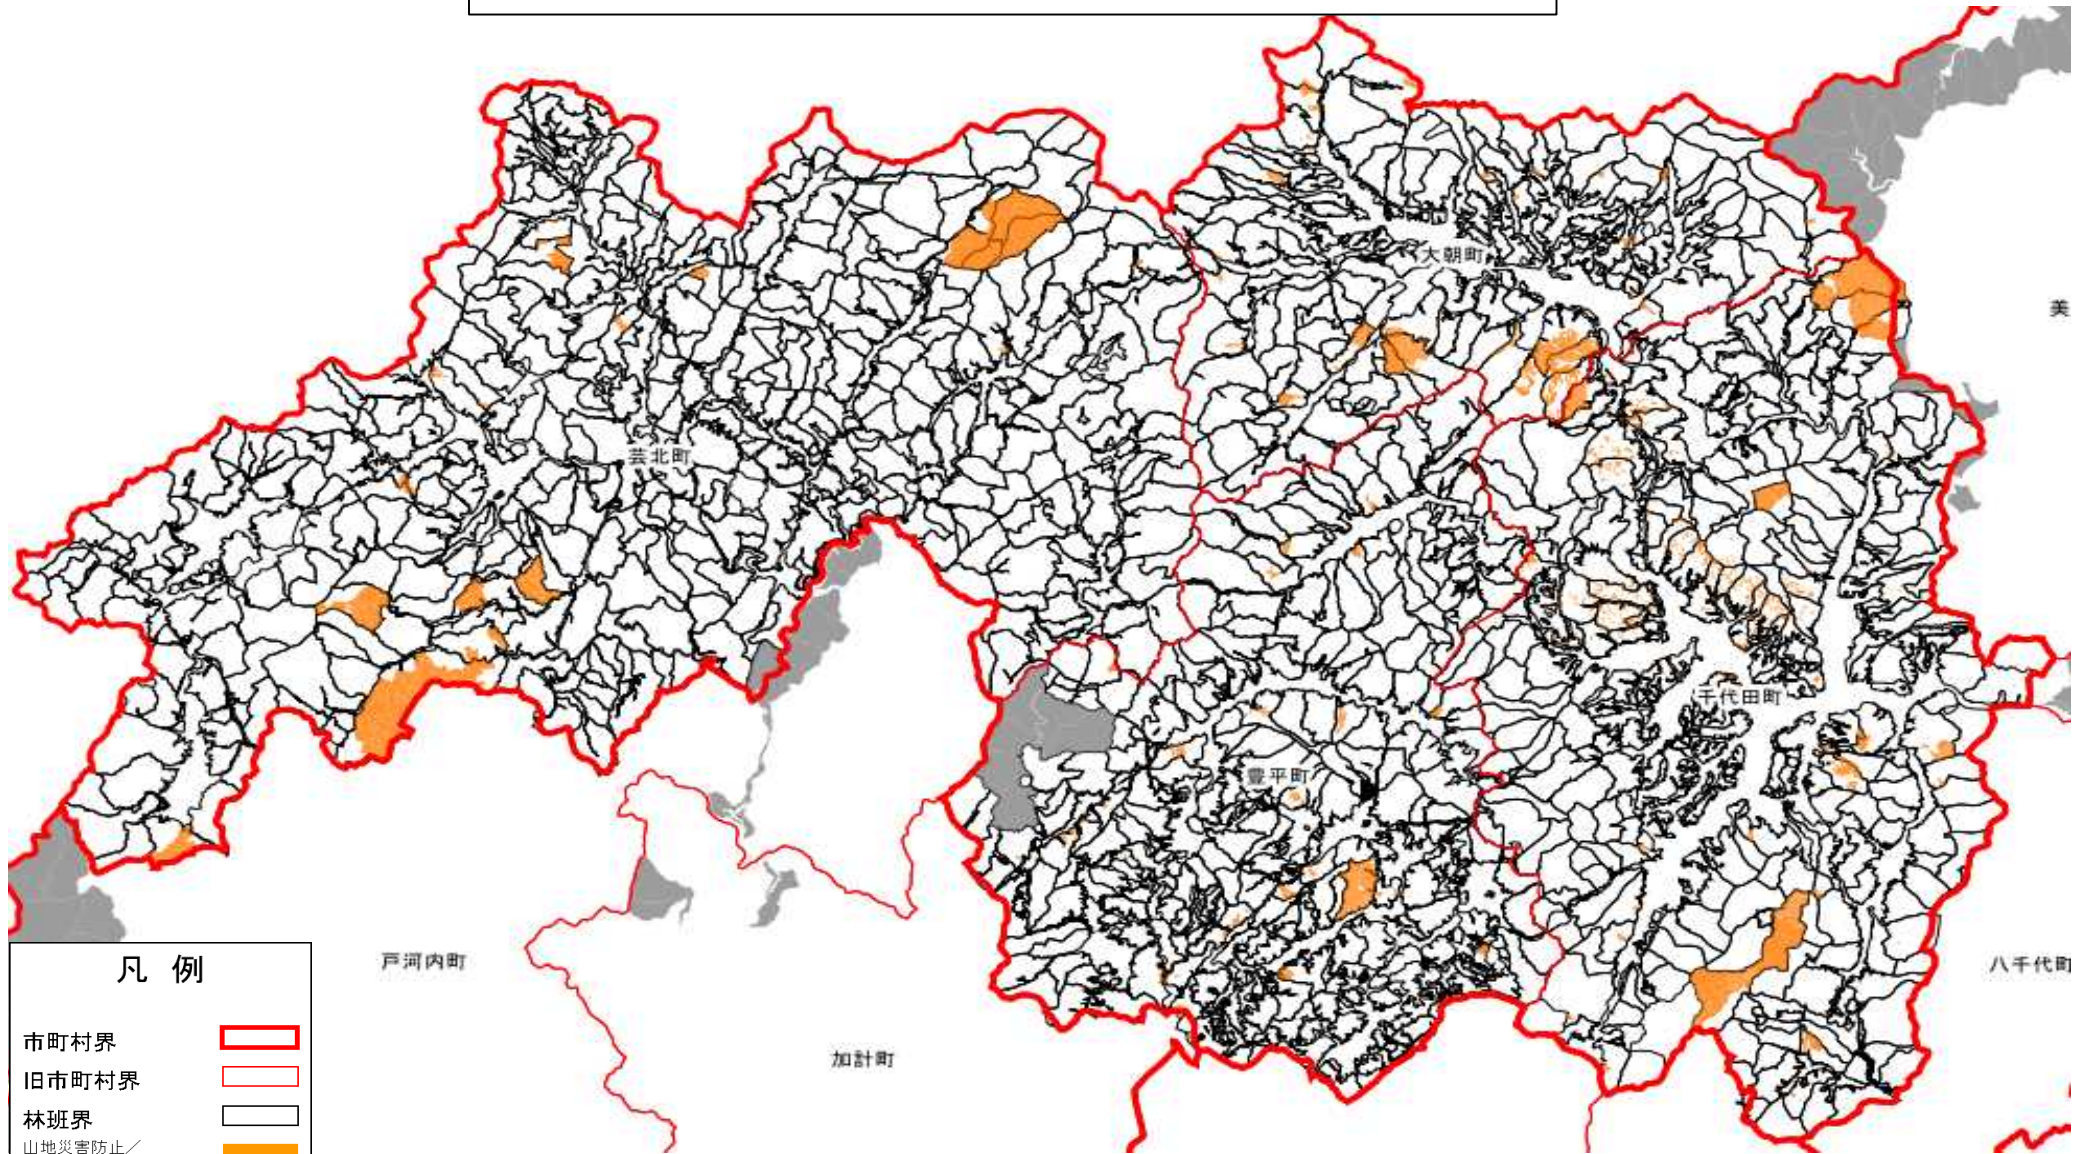 大朝町
美
芸北町
千代田町
豊平町
戸河内町
八千代町
加計町
凡 例
市町村界
旧市町村界
林班界
山地災害防止／